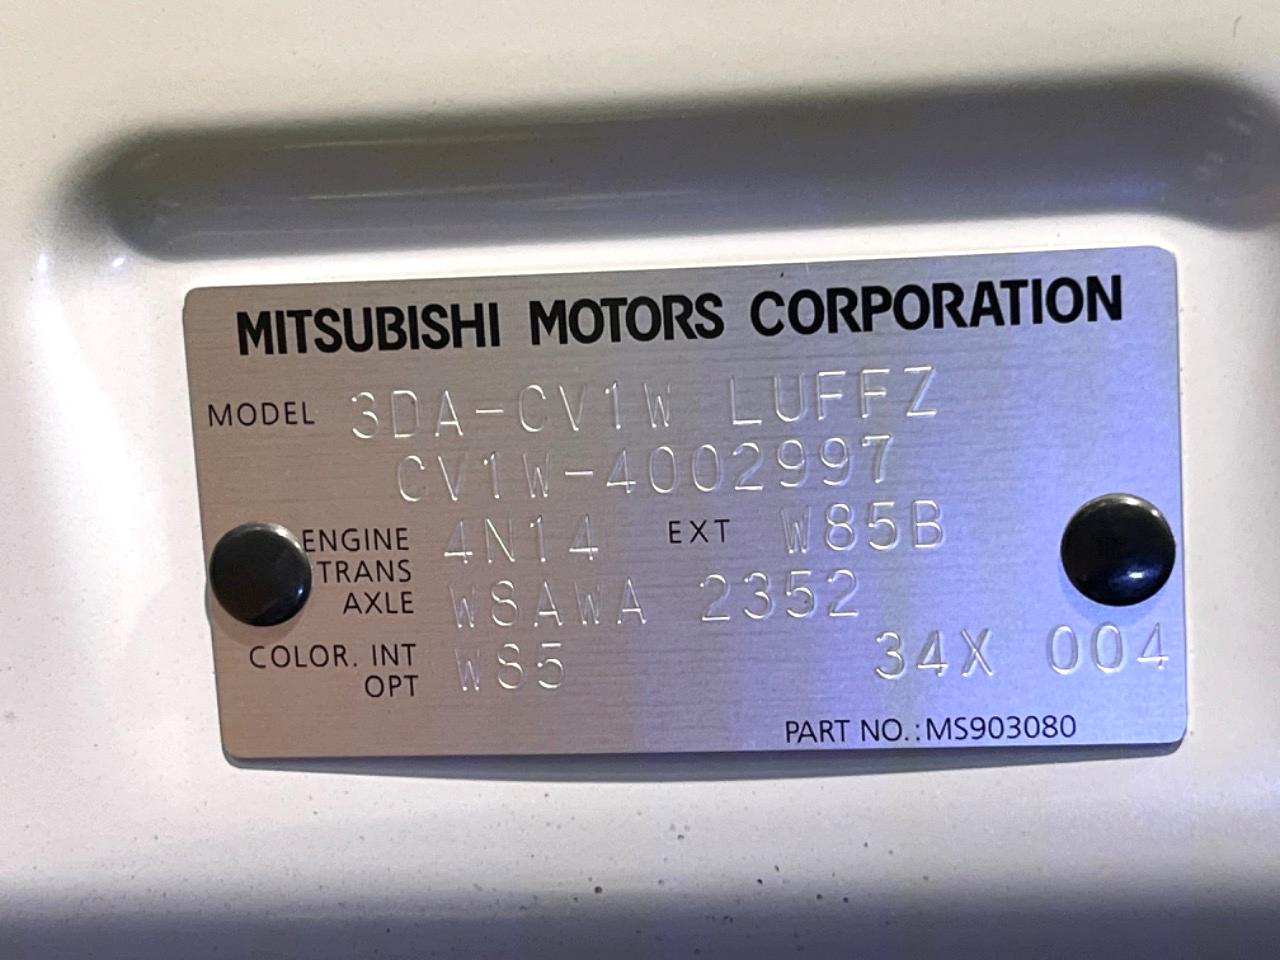 MITSUBISHI MOTORS CORPORATION
MODEL 3DA-CV1W LUFFZ
CV1W-4002997
ENGINE 4N14 EXT W85B
TRANS
AXLE W8AWA 2352
COLOR. INT W85 34X 004
OPT
PART NO.:MS903080